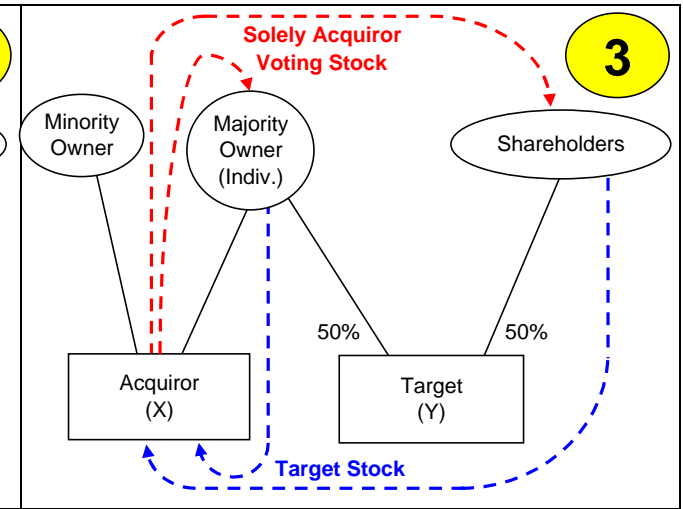 Solely Acquiror
Voting Stock
3
Minority
Owner
Majority
Owner
(Indiv.)
Shareholders
50%
50%
Acquiror
(X)
Target
(Y)
Target Stock